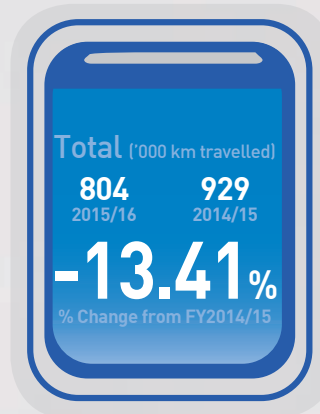 Total ('000 km travelled)
804 929
2015/16 2014/15
-13.41%
% Change from FY2014/15